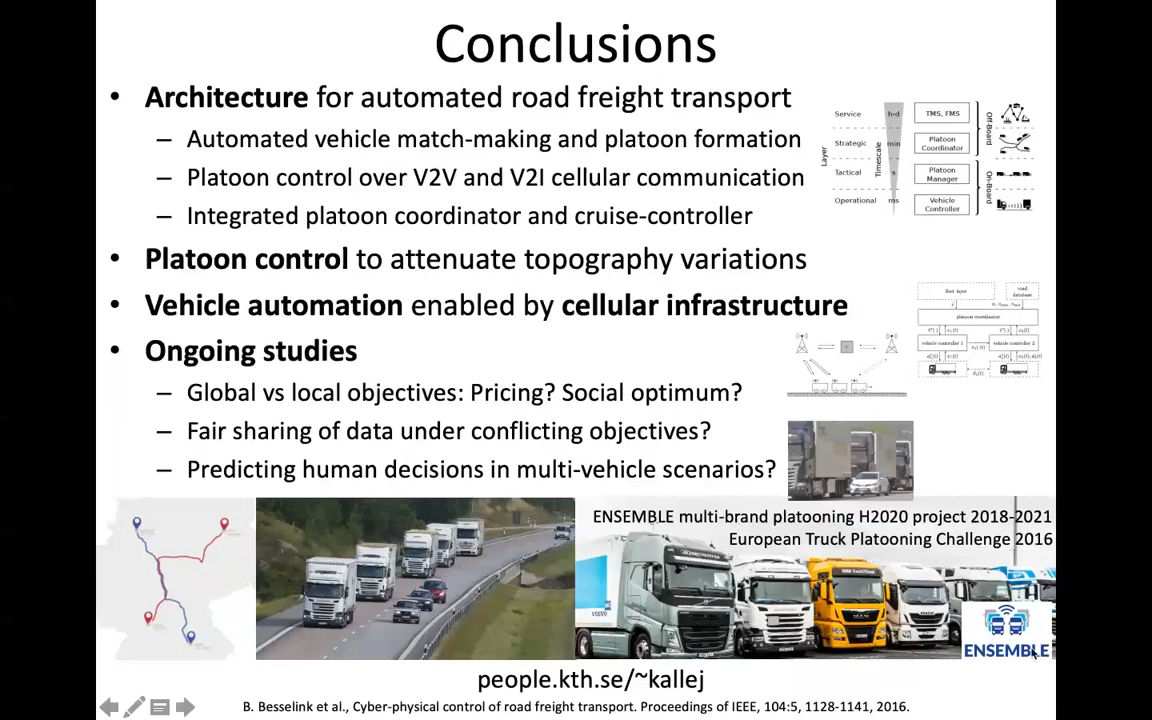 Conclusions
• Architecture for automated road freight transport
– Automated vehicle match-making and platoon formation
– Platoon control over V2V and V2I cellular communication
– Integrated platoon coordinator and cruise-controller
• Platoon control to attenuate topography variations
• Vehicle automation enabled by cellular infrastructure
• Ongoing studies
– Global vs local objectives: Pricing? Social optimum?
– Fair sharing of data under conflicting objectives?
– Predicting human decisions in multi-vehicle scenarios?
Layer
Service
Strategic
Tactical
Operational
Timescale
h-d
min
s
ms
TMS, FMS
Platoon
Coordinator
Platoon
Manager
Vehicle
Controller
Off-Board
On-Board
fleet layer
road
database
platoon coordinator
vehicle controller 1
vehicle controller 2
ENSEMBLE multi-brand platooning H2020 project 2018-2021
European Truck Platooning Challenge 2016
VOLVO
ENSEMBLE
people.kth.se/~kallej
B. Besselink et al., Cyber-physical control of road freight transport. Proceedings of IEEE, 104:5, 1128-1141, 2016.